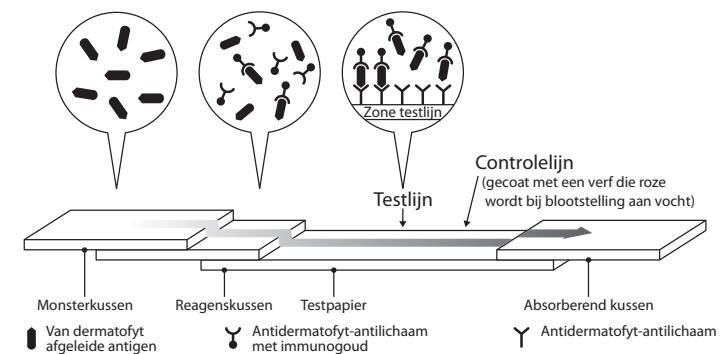 Zone testlijn
Controlelijn
(gecoat met een verf die roze
wordt bij blootstelling aan vocht)
Testlijn
Monsterkussen
Reagenskussen
Testpapier
Absorberend kussen
Van dermatofyt
afgeleide antigen
Antidermatofyt-antilichaam
met immunogoud
Antidermatofyt-antilichaam